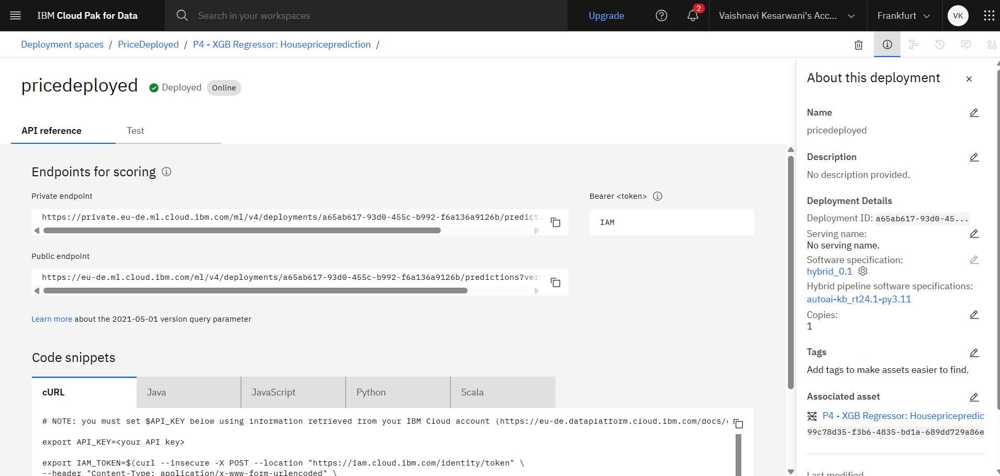 IBM Cloud Pak for Data
Search in your workspaces
Upgrade
2
Vaishnavi Kesarwani's Acc...
Frankfurt
VK
Deployment spaces / PriceDeployed / P4 - XGB Regressor: Housepriceprediction /
pricedeployed
Deployed
Online
API reference
Test
Endpoints for scoring
Private endpoint
https://private.eu-de.ml.cloud.ibm.com/ml/v4/deployments/a65ab617-93d0-455c-b992-f6a136a9126b/predicti
Bearer <token>
IAM
Public endpoint
https://eu-de.ml.cloud.ibm.com/ml/v4/deployments/a65ab617-93d0-455c-b992-f6a136a9126b/predictions?vers
Learn more about the 2021-05-01 version query parameter
Code snippets
cURL
Java
JavaScript
Python
Scala
# NOTE: you must set $API_KEY below using information retrieved from your IBM Cloud account (https://eu-de.dataplatform.cloud.ibm.com/docs/
export API_KEY=<your API key>
export IAM_TOKEN=$(curl --insecure -X POST --location "https://iam.cloud.ibm.com/identity/token" \
--header "Content-Type: application/x-www-form-urlencoded" \
About this deployment
Name
pricedeployed
Description
No description provided.
Deployment Details
Deployment ID: a65ab617-93d0-45...
Serving name:
No serving name.
Software specification:
hybrid_0.1
Hybrid pipeline software specifications:
autoai-kb_rt24.1-py3.11
Copies:
1
Tags
Add tags to make assets easier to find.
Associated asset
P4 - XGB Regressor: Housepricepredic
99c78d35-f3b6-4835-bd1a-689dd729a86e
Last modified